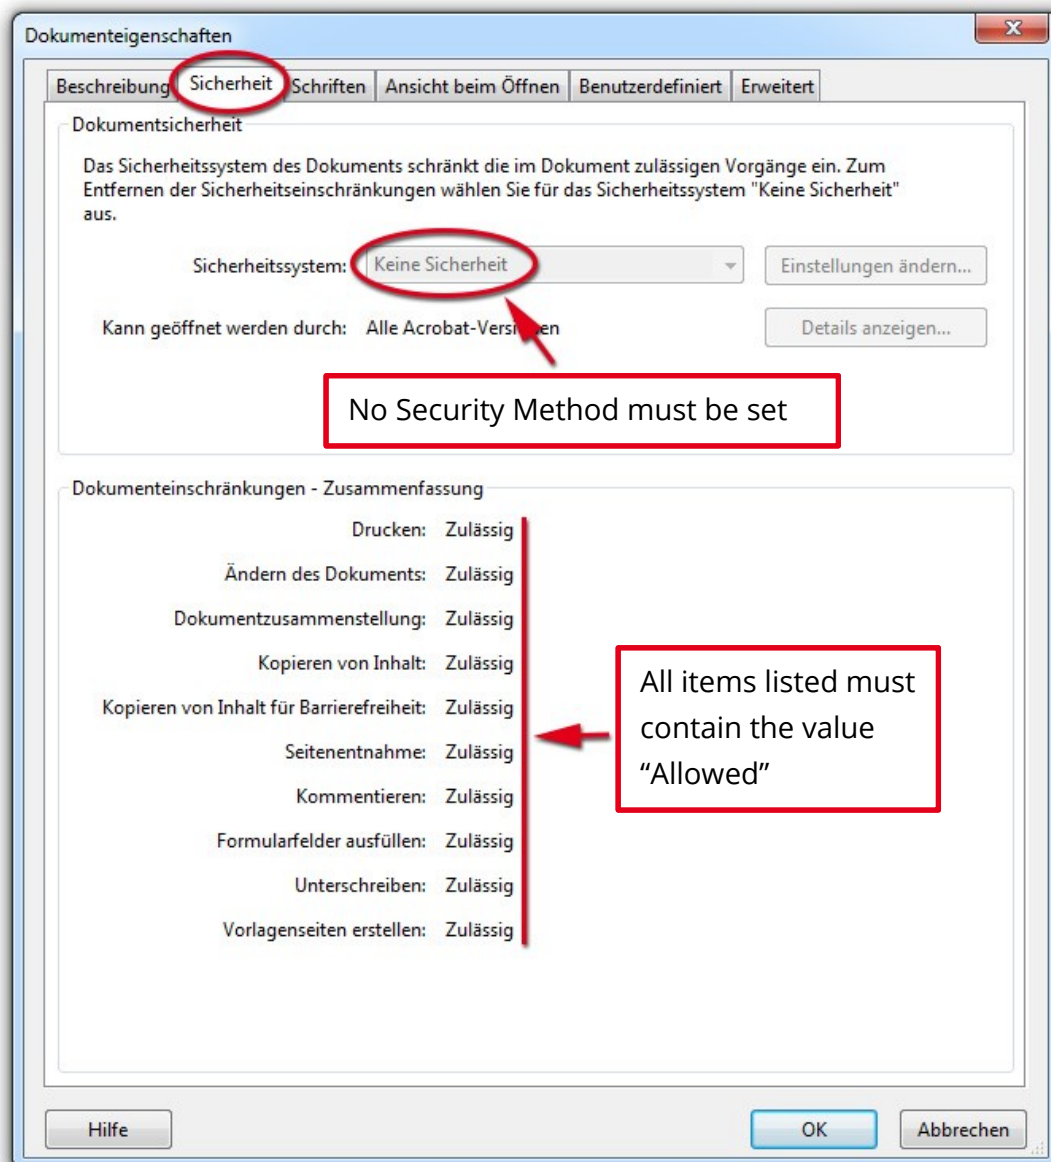 Dokumenteigenschaften
Beschreibung Sicherheit Schriften Ansicht beim Öffnen Benutzerdefiniert Erweitert
Dokumentsicherheit
Das Sicherheitssystem des Dokuments schränkt die im Dokument zulässigen Vorgänge ein. Zum
Entfernen der Sicherheitseinschränkungen wählen Sie für das Sicherheitssystem "Keine Sicherheit"
aus.
Sicherheitssystem: Keine Sicherheit Einstellungen ändern...
Kann geöffnet werden durch: Alle Acrobat-Versionen Details anzeigen...
No Security Method must be set
Dokumenteinschränkungen - Zusammenfassung
Drucken: Zulässig
Ändern des Dokuments: Zulässig
Dokumentzusammenstellung: Zulässig
Kopieren von Inhalt: Zulässig
Kopieren von Inhalt für Barrierefreiheit: Zulässig
Seitenentnahme: Zulässig
Kommentieren: Zulässig
Formularfelder ausfüllen: Zulässig
Unterschreiben: Zulässig
Vorlagenseiten erstellen: Zulässig
All items listed must
contain the value
“Allowed”
Hilfe OK Abbrechen